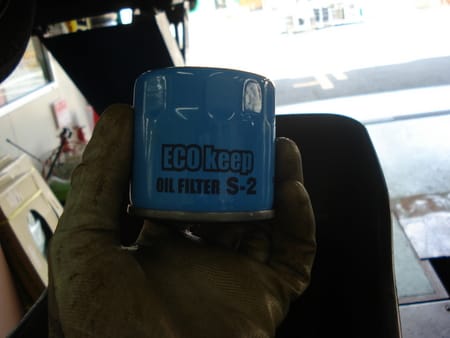 ECO keep
OIL FILTER S-2